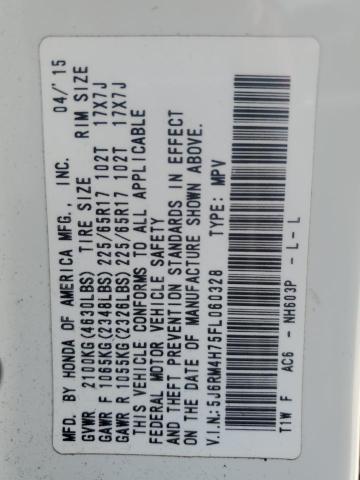 MFD. BY HONDA OF AMERICA MFG., INC. 04/'15
GVWR 2100KG(4630LBS) TIRE SIZE RIM SIZE
GAWR F 1065KG(2348LBS) 225/65R17 102T 17X7J
GAWR R 1055KG(2328LBS) 225/65R17 102T 17X7J
THIS VEHICLE CONFORMS TO ALL APPLICABLE
FEDERAL MOTOR VEHICLE SAFETY
AND THEFT PREVENTION STANDARDS IN EFFECT
ON THE DATE OF MANUFACTURE SHOWN ABOVE.
V.I.N.: 5J6RM4H75FL060328 TYPE: MPV
T1W F AC6 - NH603P - L - L